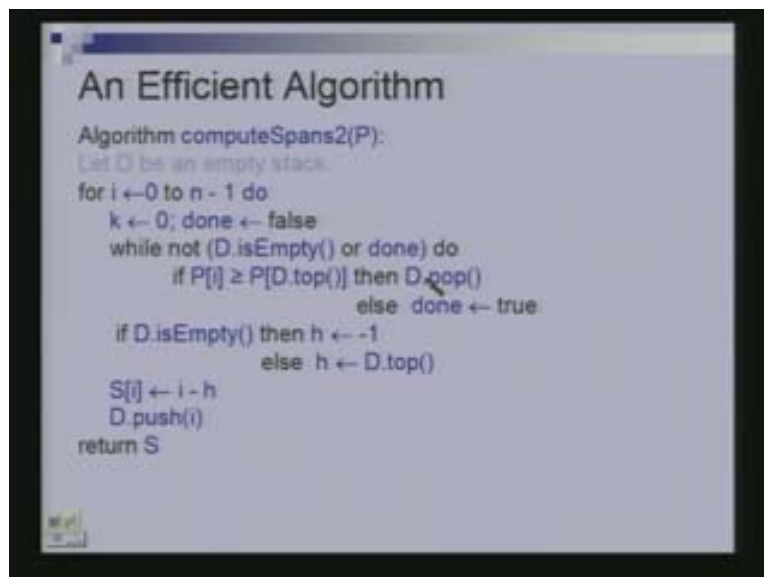 An Efficient Algorithm
Algorithm computeSpans2(P):
Let D be an empty stack
for i ←0 to n - 1 do
k ← 0; done ← false
while not (D.isEmpty() or done) do
if P[i] ≥ P[D.top()] then D.pop()
else done ← true
if D.isEmpty() then h ← -1
else h ← D.top()
S[i] ← i - h
D.push(i)
return S